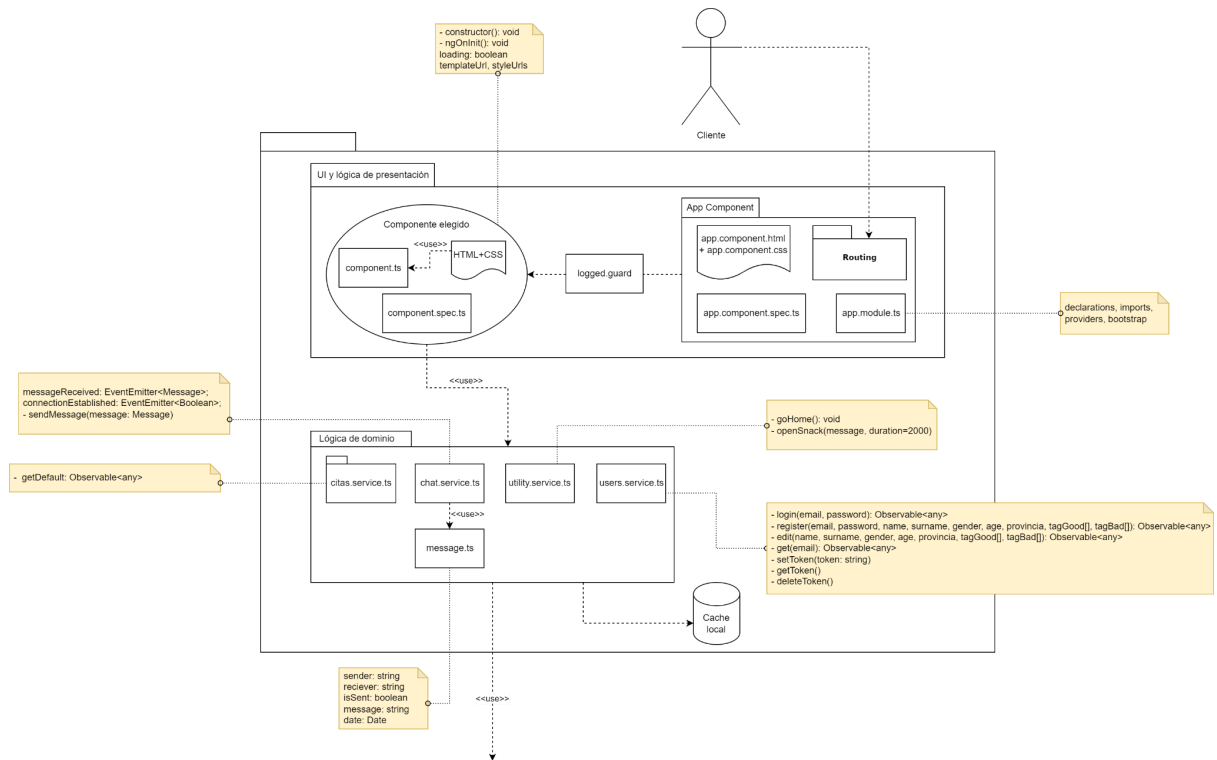 - constructor(): void
- ngOnInit(): void
loading: boolean
templateUrl, styleUrls
Cliente
UI y lógica de presentación
Componente elegido
<<use>>
component.ts
HTML+CSS
component.spec.ts
logged.guard
App Component
app.component.html
+ app.component.css
Routing
app.component.spec.ts
app.module.ts
declarations, imports,
providers, bootstrap
<<use>>
messageReceived: EventEmitter<Message>;
connectionEstablished: EventEmitter<Boolean>;
- sendMessage(message: Message)
- goHome(): void
- openSnack(message, duration=2000)
Lógica de dominio
- getDefault: Observable<any>
citas.service.ts
chat.service.ts
utility.service.ts
users.service.ts
<<use>>
message.ts
- login(email, password): Observable<any>
- register(email, password, name, surname, gender, age, provincia, tagGood[], tagBad[]): Observable<any>
- edit(name, surname, gender, age, provincia, tagGood[], tagBad[]): Observable<any>
- get(email): Observable<any>
- setToken(token: string)
- getToken()
- deleteToken()
Cache
local
sender: string
reciever: string
isSent: boolean
message: string
date: Date
<<use>>